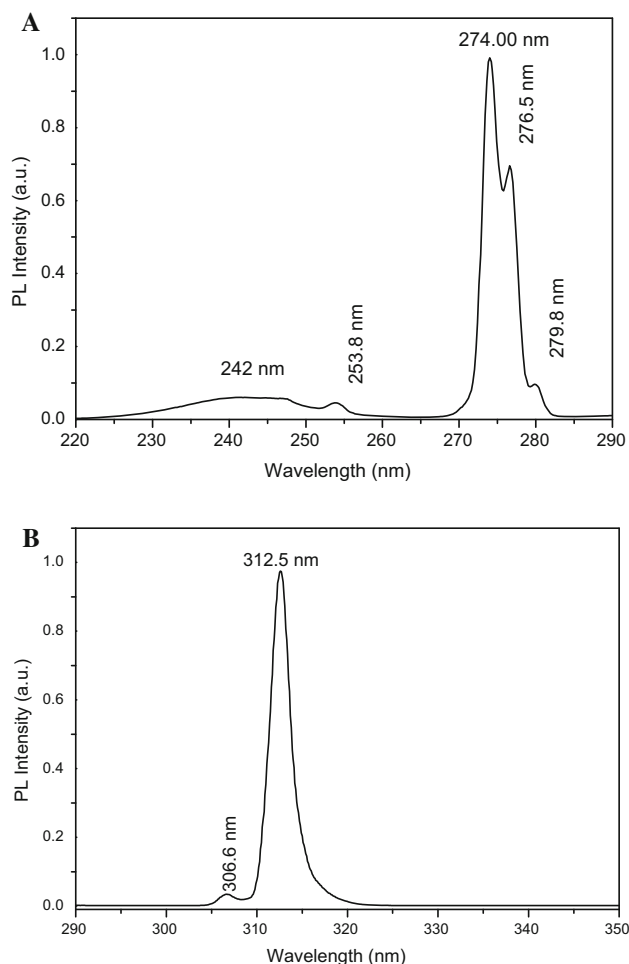 A
274.00 nm
276.5 nm
1.0
0.8
0.6
0.4
0.2
0.0
PL Intensity (a.u.)
242 nm
253.8 nm
279.8 nm
220 230 240 250 260 270 280 290
Wavelength (nm)
B
312.5 nm
1.0
0.8
0.6
0.4
0.2
0.0
PL Intensity (a.u.)
306.6 nm
290 300 310 320 330 340 350
Wavelength (nm)